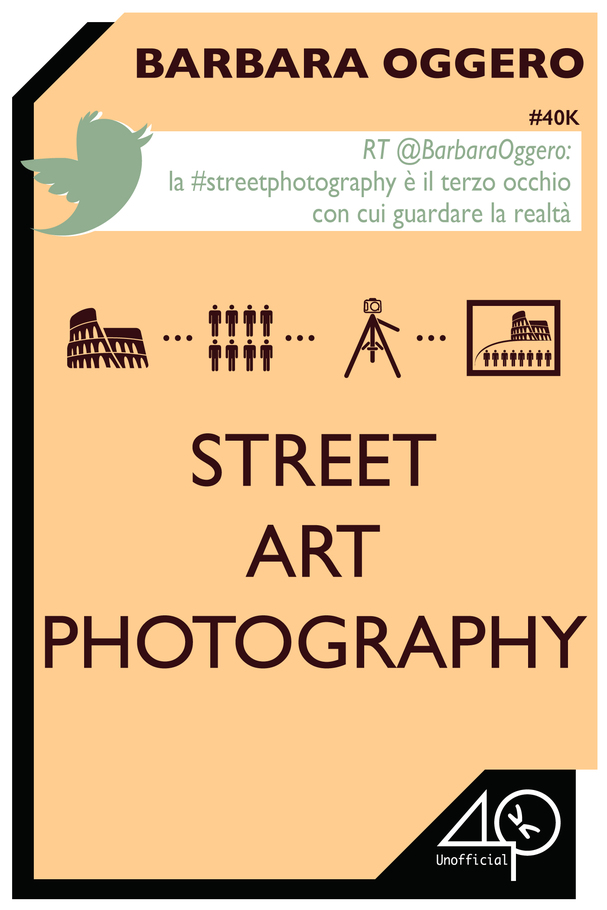 BARBARA OGGERO
#40K
RT @BarbaraOggero:
la #streetphotography è il terzo occhio
con cui guardare la realtà
STREET
ART
PHOTOGRAPHY
40K
Unofficial